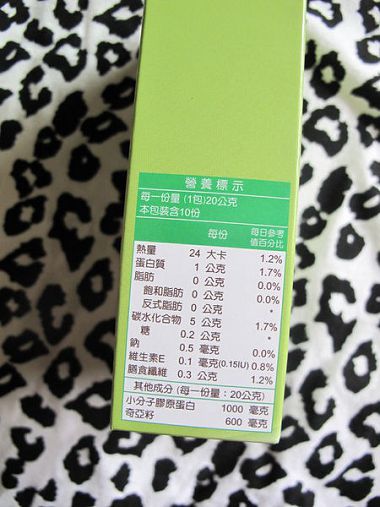 營養標示
每一份量 (1包)20公克
本包裝含10份
每份 每日參考值百分比
熱量 24 大卡 1.2%
蛋白質 1 公克 1.7%
脂肪 0 公克 0.0%
飽和脂肪 0 公克 0.0%
反式脂肪 0 公克 *
碳水化合物 5 公克 1.7%
糖 0.2 公克 *
鈉 0.5 毫克 0.0%
維生素E 0.1 毫克(0.15IU) 0.8%
膳食纖維 0.3 公克 1.2%
其他成分 (每一份量：20公克)
小分子膠原蛋白 1000 毫克
奇亞籽 600 毫克